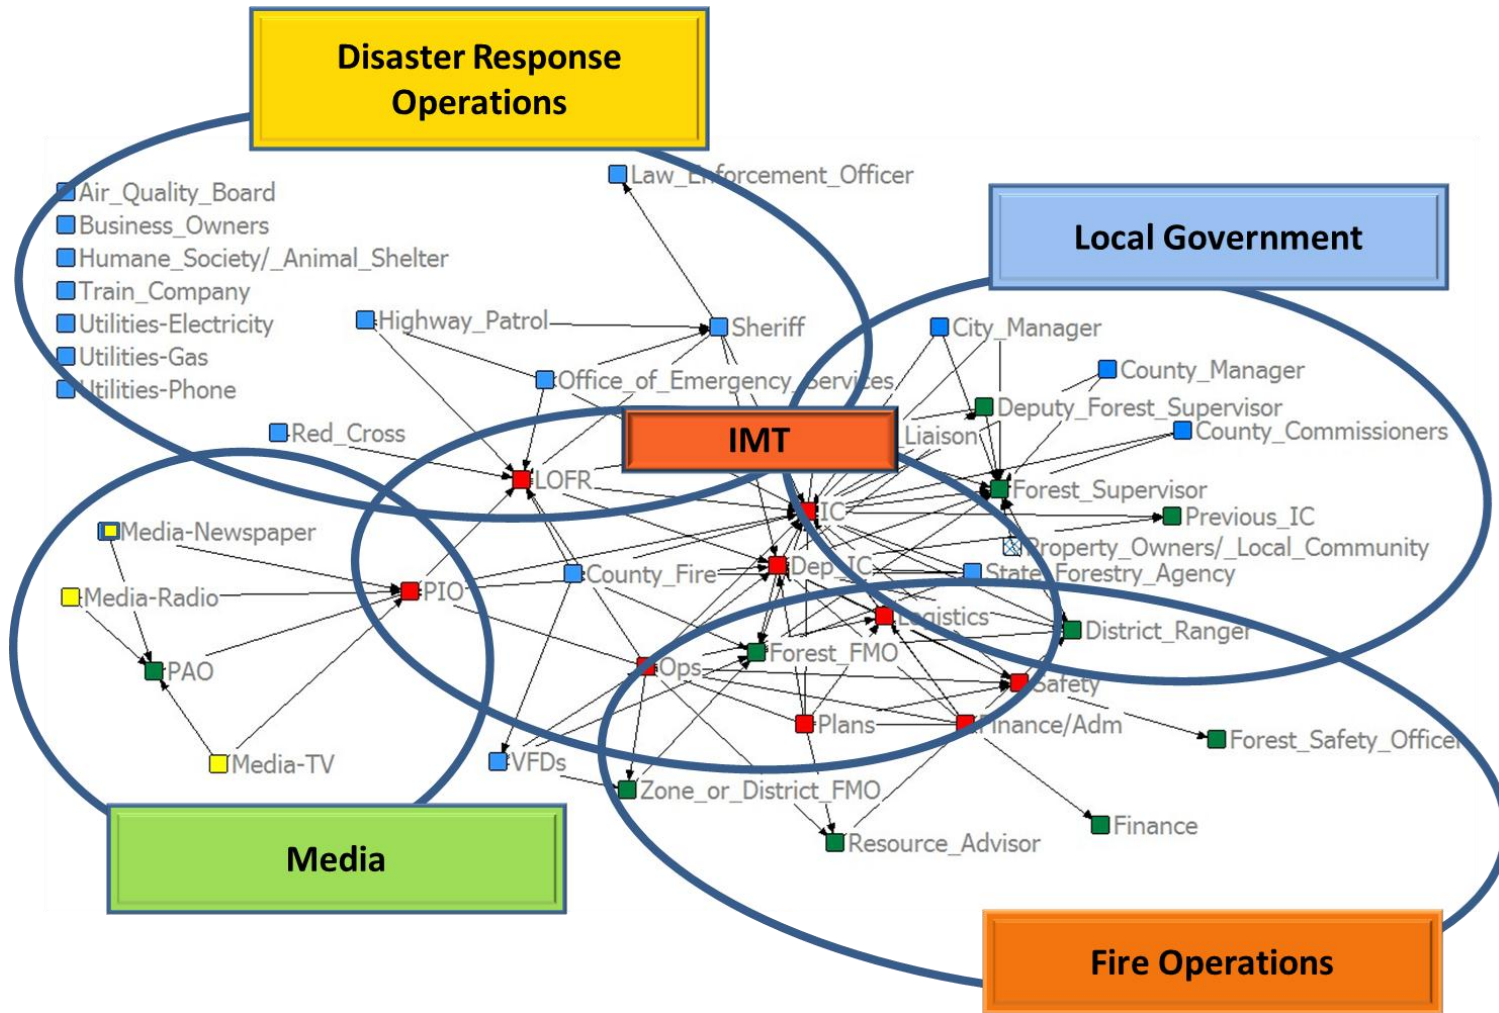 Disaster Response
Operations
Law_Enforcement_Officer
Air_Quality_Board
Business_Owners
Humane_Society/_Animal_Shelter
Train_Company
Utilities-Electricity
Utilities-Gas
Utilities-Phone
Local Government
Highway_Patrol
Sheriff
City_Manager
Office_of_Emergency_Services
County_Manager
Deputy_Forest_Supervisor
Red_Cross
IMT
Liaison
County_Commissioners
LOFR
Forest_Supervisor
IC
Previous_IC
Media-Newspaper
Property_Owners/_Local_Community
Dep_IC
County_Fire
State_Forestry_Agency
Media-Radio
PIO
Logistics
District_Ranger
PAO
Ops
Forest_FMO
Safety
Plans
Finance/Adm
Forest_Safety_Officer
Media-TV
VFDs
Zone_or_District_FMO
Finance
Resource_Advisor
Media
Fire Operations